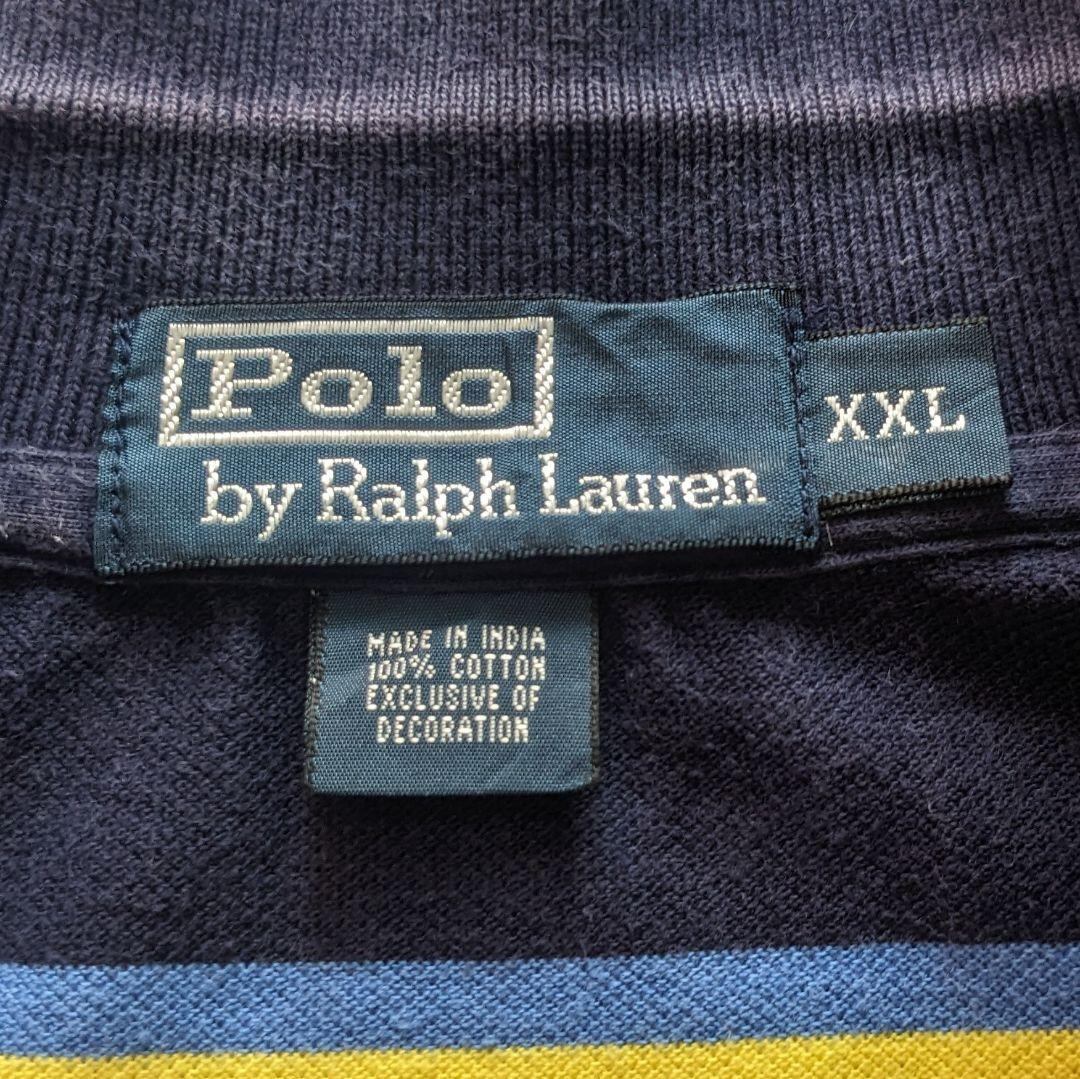 Polo
by Ralph Lauren
XXL
MADE IN INDIA
100% COTTON
EXCLUSIVE OF
DECORATION